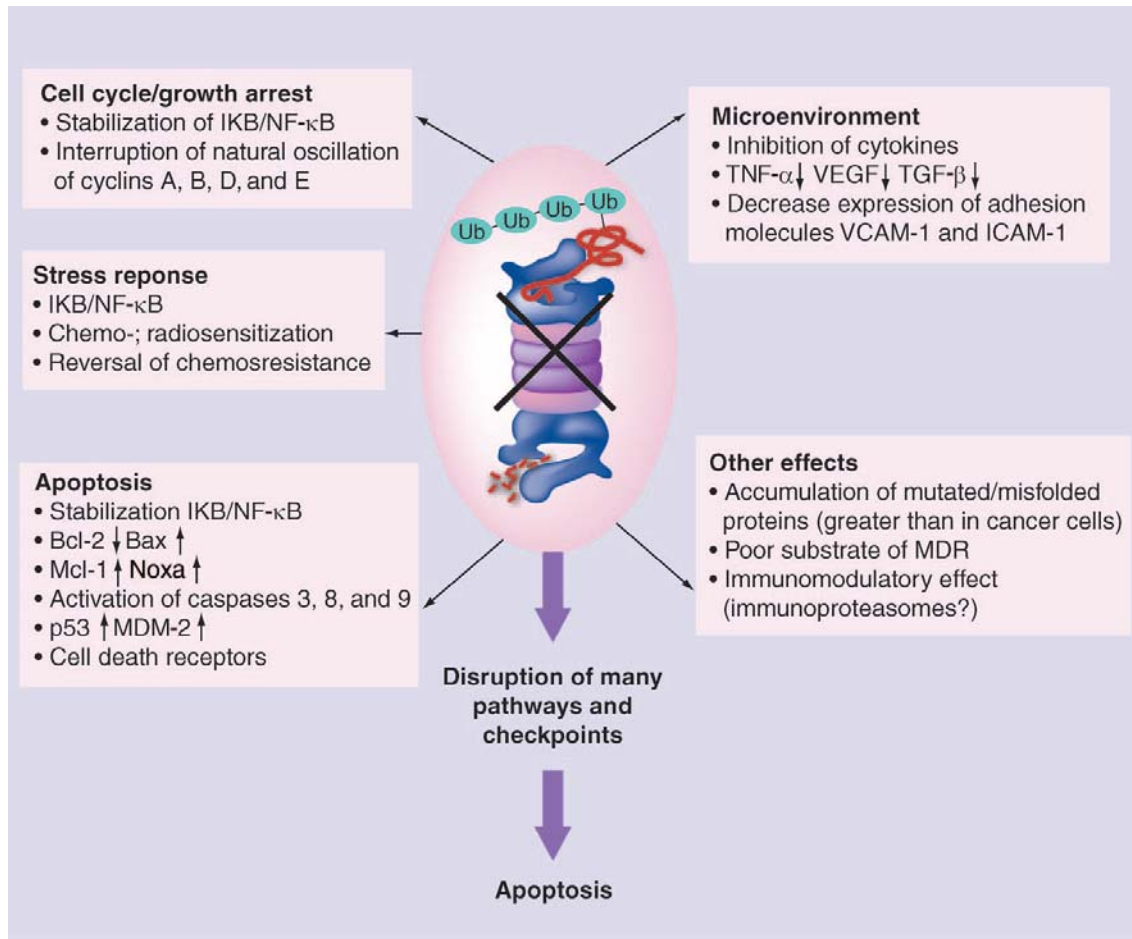 Cell cycle/growth arrest
• Stabilization of IKB/NF-κB
• Interruption of natural oscillation
of cyclins A, B, D, and E
Stress reponse
• IKB/NF-κB
• Chemo-; radiosensitization
• Reversal of chemosresistance
Apoptosis
• Stabilization IKB/NF-κB
• Bcl-2 ↓ Bax ↑
• Mcl-1 ↑ Noxa ↑
• Activation of caspases 3, 8, and 9
• p53 ↑ MDM-2 ↑
• Cell death receptors
Ub Ub Ub Ub
Microenvironment
• Inhibition of cytokines
• TNF-α↓ VEGF↓ TGF-β↓
• Decrease expression of adhesion
molecules VCAM-1 and ICAM-1
Other effects
• Accumulation of mutated/misfolded
proteins (greater than in cancer cells)
• Poor substrate of MDR
• Immunomodulatory effect
(immunoproteasomes?)
Disruption of many
pathways and
checkpoints
Apoptosis